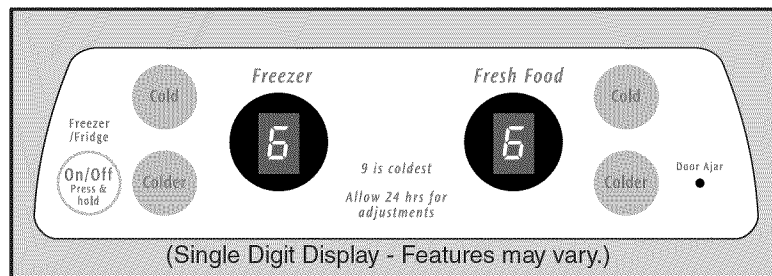 Freezer
Fresh Food
Cold
Cold
Freezer
/Fridge
6
6
On/Off
Press &
hold
Colder
9 is coldest
Allow 24 hrs for
adjustments
Colder
Door Ajar
(Single Digit Display - Features may vary.)